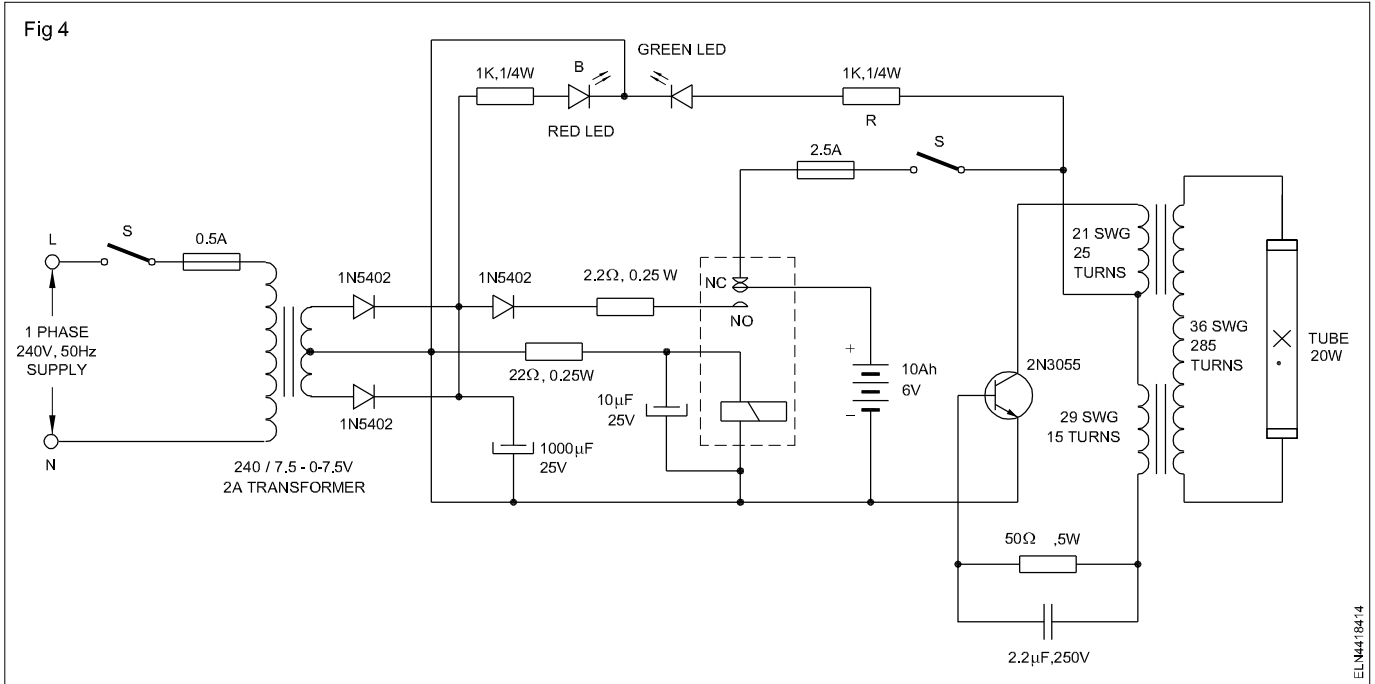 Fig 4
GREEN LED
1K,1/4W
B
1K,1/4W
RED LED
R
2.5A
S
L
S
0.5A
1N5402
1N5402
2.2Ω, 0.25 W
NC
NO
21 SWG
25
TURNS
1 PHASE
240V, 50Hz
SUPPLY
36 SWG
285
TURNS
TUBE
20W
22Ω, 0.25W
+
10Ah
6V
−
2N3055
10µF
25V
29 SWG
15 TURNS
1N5402
N
1000µF
25V
240 / 7.5 - 0-7.5V
2A TRANSFORMER
50Ω ,5W
2.2µF,250V
ELN4418414